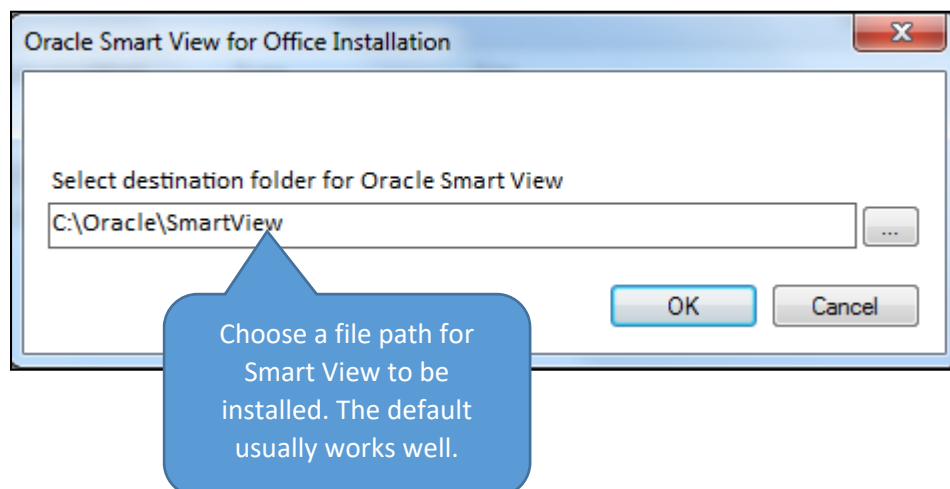 Oracle Smart View for Office Installation
Select destination folder for Oracle Smart View
C:\Oracle\SmartView
...
OK
Cancel
Choose a file path for
Smart View to be
installed. The default
usually works well.